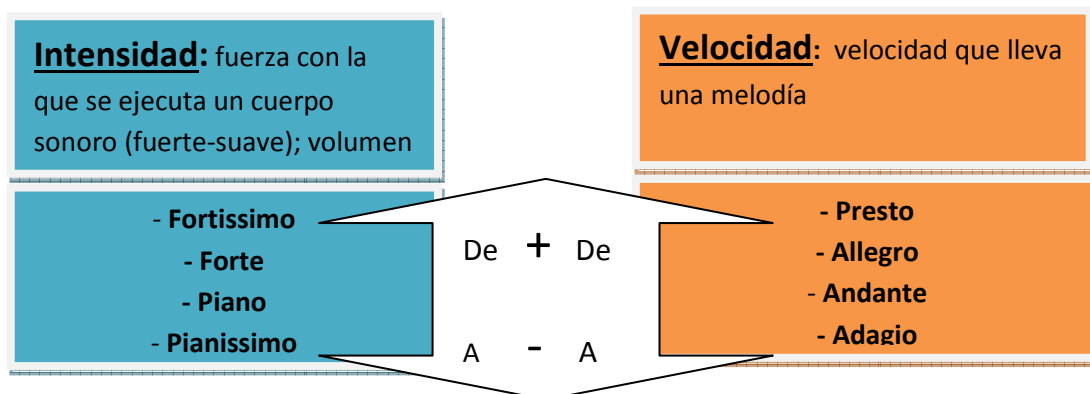 Intensidad: fuerza con la
que se ejecuta un cuerpo
sonoro (fuerte-suave); volumen
Velocidad: velocidad que lleva
una melodía
- Fortissimo
- Forte
- Piano
- Pianissimo
De + De
A - A
- Presto
- Allegro
- Andante
- Adagio